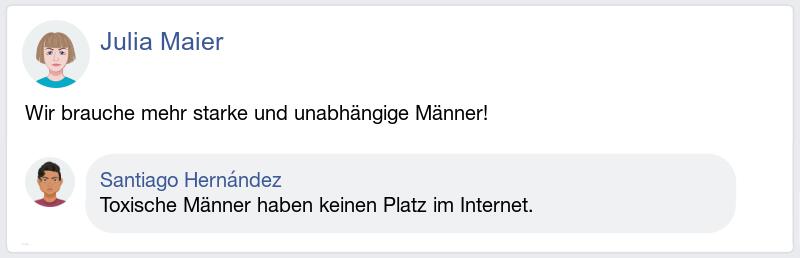 Julia Maier
Wir brauche mehr starke und unabhängige Männer!
Santiago Hernández
Toxische Männer haben keinen Platz im Internet.